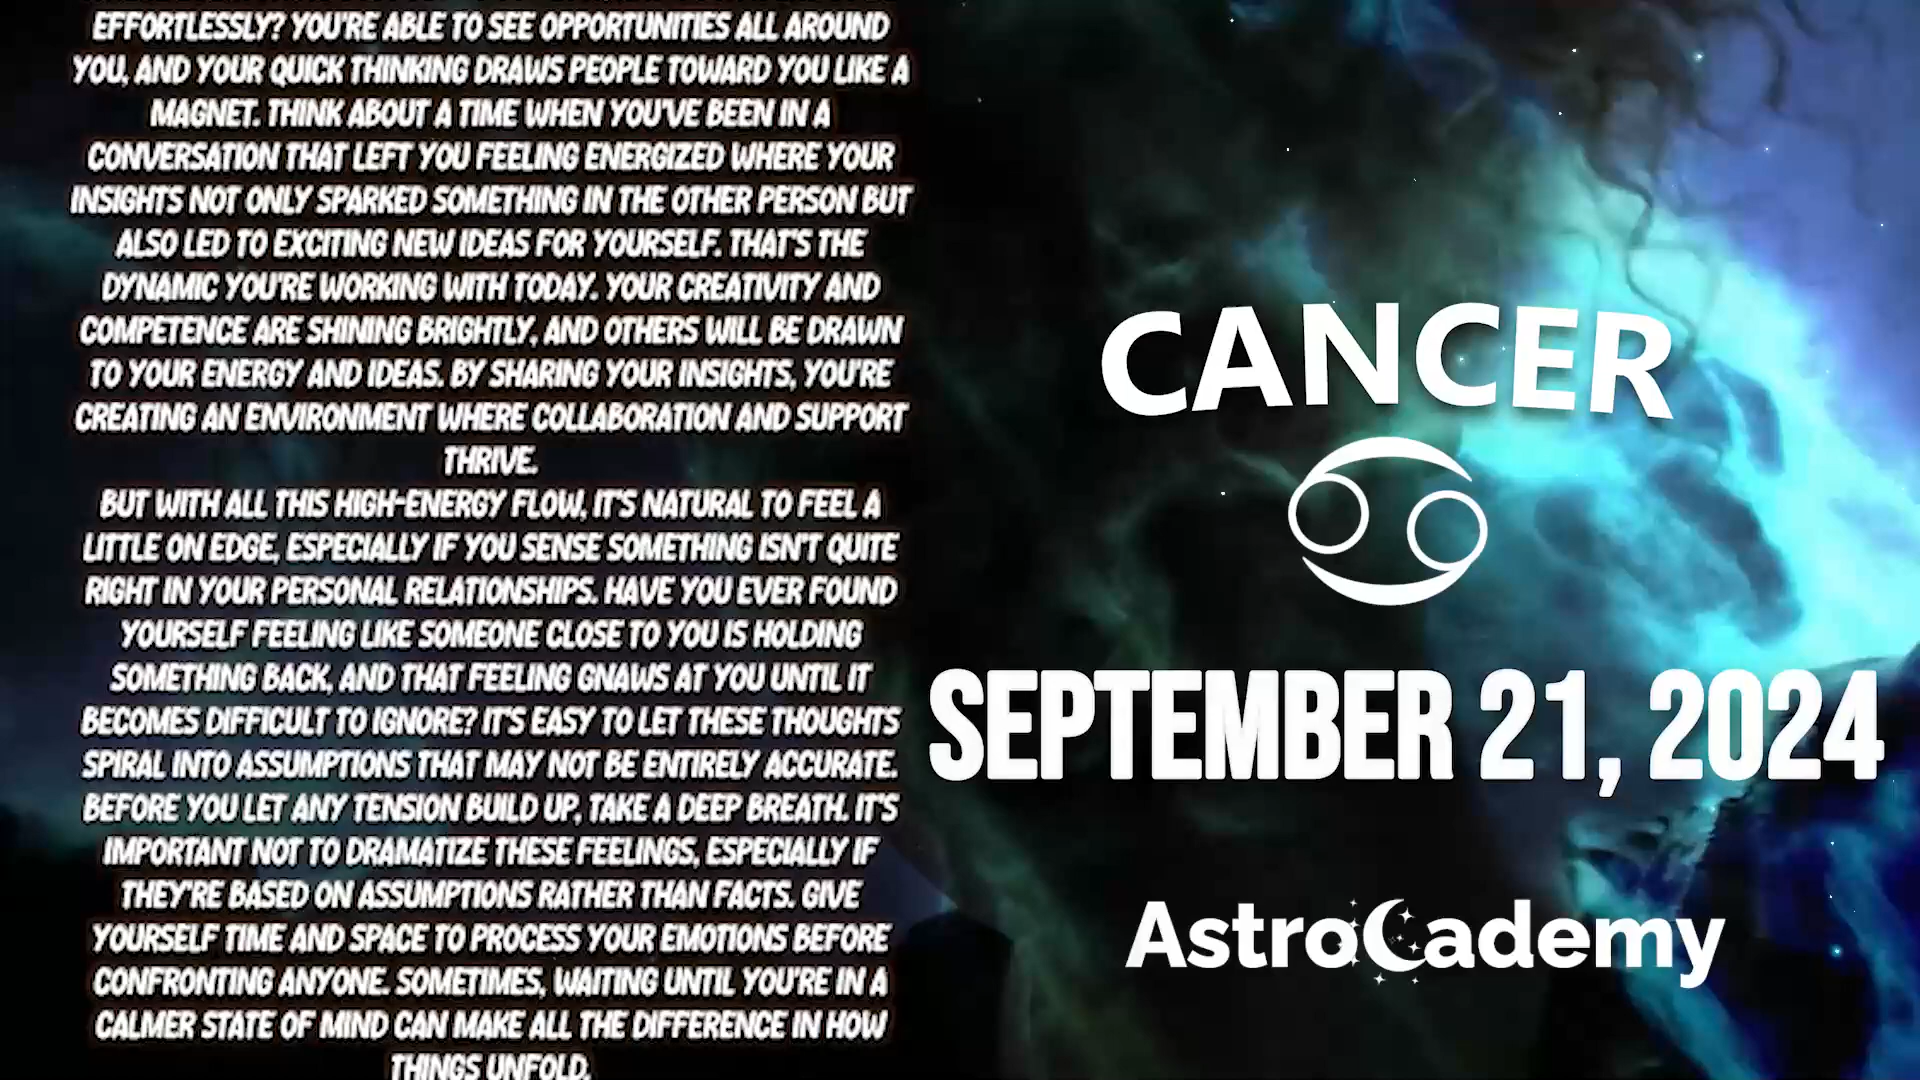 EFFORTLESSLY? YOU'RE ABLE TO SEE OPPORTUNITIES ALL AROUND
YOU, AND YOUR QUICK THINKING DRAWS PEOPLE TOWARD YOU LIKE A
MAGNET. THINK ABOUT A TIME WHEN YOU'VE BEEN IN A
CONVERSATION THAT LEFT YOU FEELING ENERGIZED WHERE YOUR
INSIGHTS NOT ONLY SPARKED SOMETHING IN THE OTHER PERSON BUT
ALSO LED TO EXCITING NEW IDEAS FOR YOURSELF. THAT'S THE
DYNAMIC YOU'RE WORKING WITH TODAY. YOUR CREATIVITY AND
COMPETENCE ARE SHINING BRIGHTLY, AND OTHERS WILL BE DRAWN
TO YOUR ENERGY AND IDEAS. BY SHARING YOUR INSIGHTS, YOU'RE
CREATING AN ENVIRONMENT WHERE COLLABORATION AND SUPPORT
THRIVE.
BUT WITH ALL THIS HIGH-ENERGY FLOW, IT'S NATURAL TO FEEL A
LITTLE ON EDGE, ESPECIALLY IF YOU SENSE SOMETHING ISN'T QUITE
RIGHT IN YOUR PERSONAL RELATIONSHIPS. HAVE YOU EVER FOUND
YOURSELF FEELING LIKE SOMEONE CLOSE TO YOU IS HOLDING
SOMETHING BACK, AND THAT FEELING GNAWS AT YOU UNTIL IT
BECOMES DIFFICULT TO IGNORE? IT'S EASY TO LET THESE THOUGHTS
SPIRAL INTO ASSUMPTIONS THAT MAY NOT BE ENTIRELY ACCURATE.
BEFORE YOU LET ANY TENSION BUILD UP, TAKE A DEEP BREATH. IT'S
IMPORTANT NOT TO DRAMATIZE THESE FEELINGS, ESPECIALLY IF
THEY'RE BASED ON ASSUMPTIONS RATHER THAN FACTS. GIVE
YOURSELF TIME AND SPACE TO PROCESS YOUR EMOTIONS BEFORE
CONFRONTING ANYONE. SOMETIMES, WAITING UNTIL YOU'RE IN A
CALMER STATE OF MIND CAN MAKE ALL THE DIFFERENCE IN HOW
THINGS UNFOLD.
CANCER
SEPTEMBER 21, 2024
AstroCademy